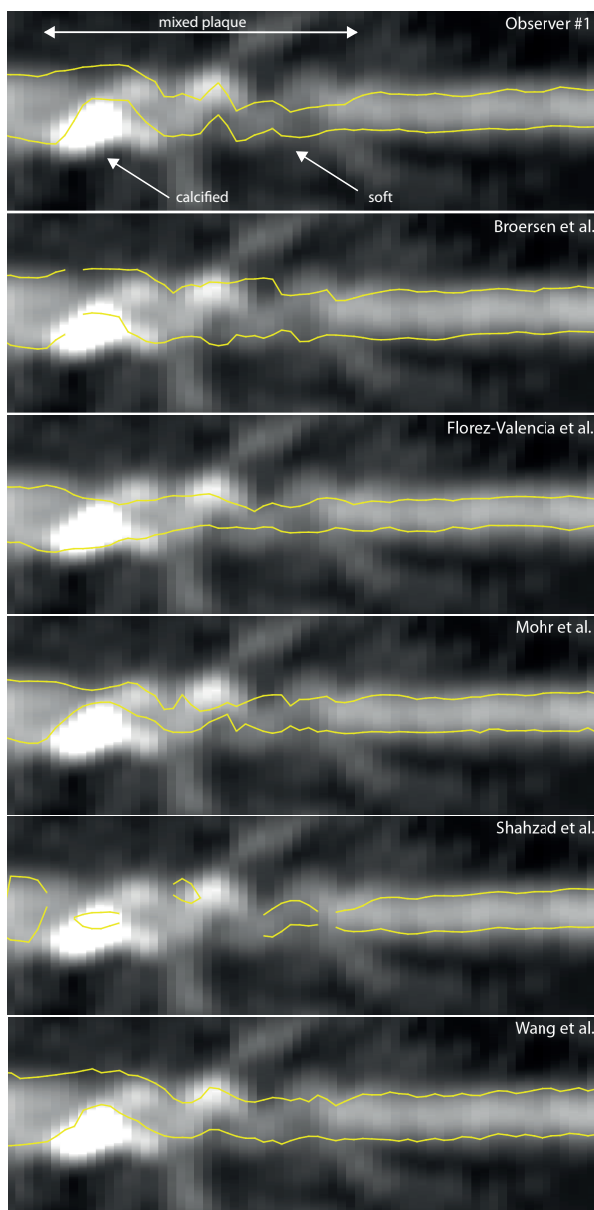 mixed plaque
Observer #1
calcified
soft
Broersen et al.
Florez-Valencia et al.
Mohr et al.
Shahzad et al.
Wang et al.